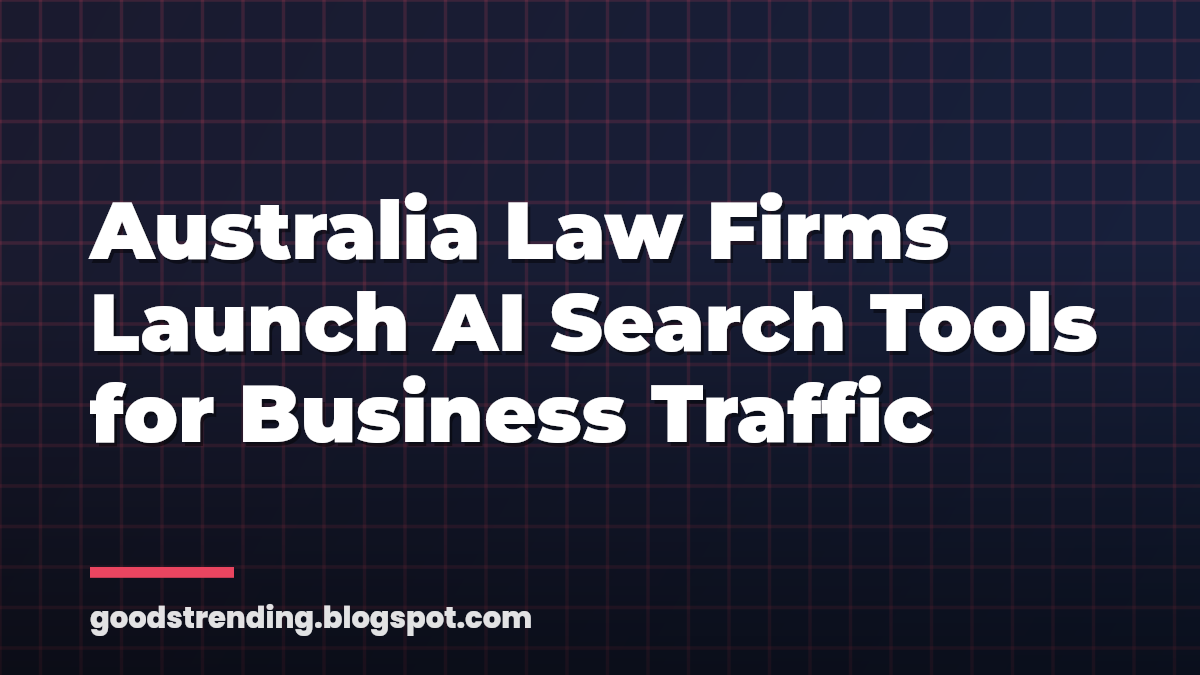 Australia Law Firms
Launch AI Search Tools
for Business Traffic
goodstrending.blogspot.com